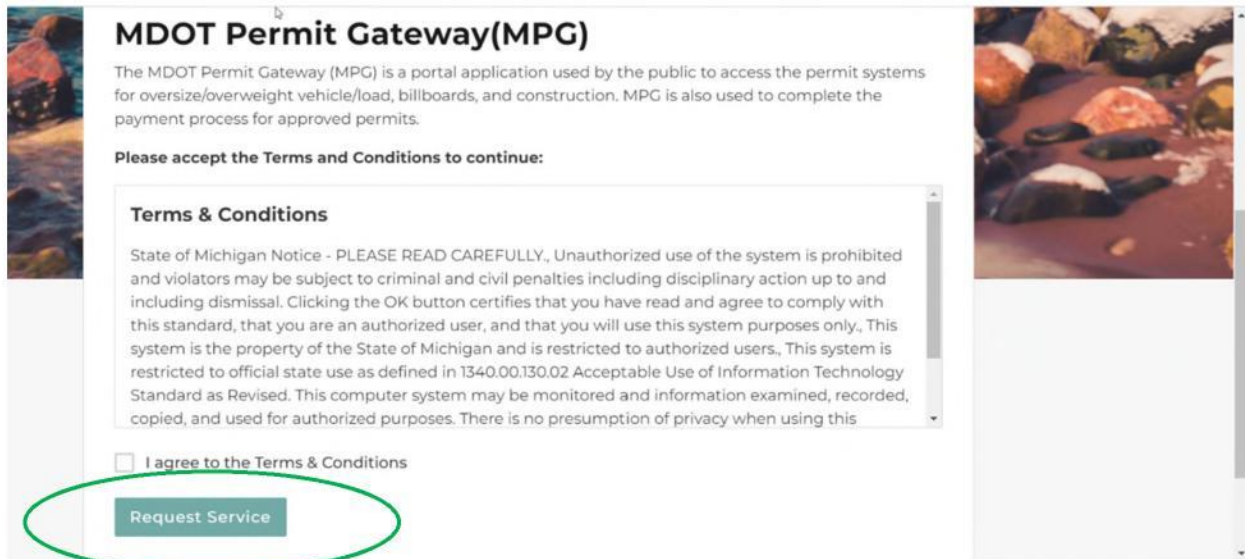 MDOT Permit Gateway(MPG)
The MDOT Permit Gateway (MPG) is a portal application used by the public to access the permit systems
for oversize/overweight vehicle/load, billboards, and construction. MPG is also used to complete the
payment process for approved permits.
Please accept the Terms and Conditions to continue:
Terms & Conditions
State of Michigan Notice - PLEASE READ CAREFULLY., Unauthorized use of the system is prohibited
and violators may be subject to criminal and civil penalties including disciplinary action up to and
including dismissal. Clicking the OK button certifies that you have read and agree to comply with
this standard, that you are an authorized user, and that you will use this system purposes only., This
system is the property of the State of Michigan and is restricted to authorized users., This system is
restricted to official state use as defined in 1340.00.130.02 Acceptable Use of Information Technology
Standard as Revised. This computer system may be monitored and information examined, recorded,
copied, and used for authorized purposes. There is no presumption of privacy when using this
I agree to the Terms & Conditions
Request Service